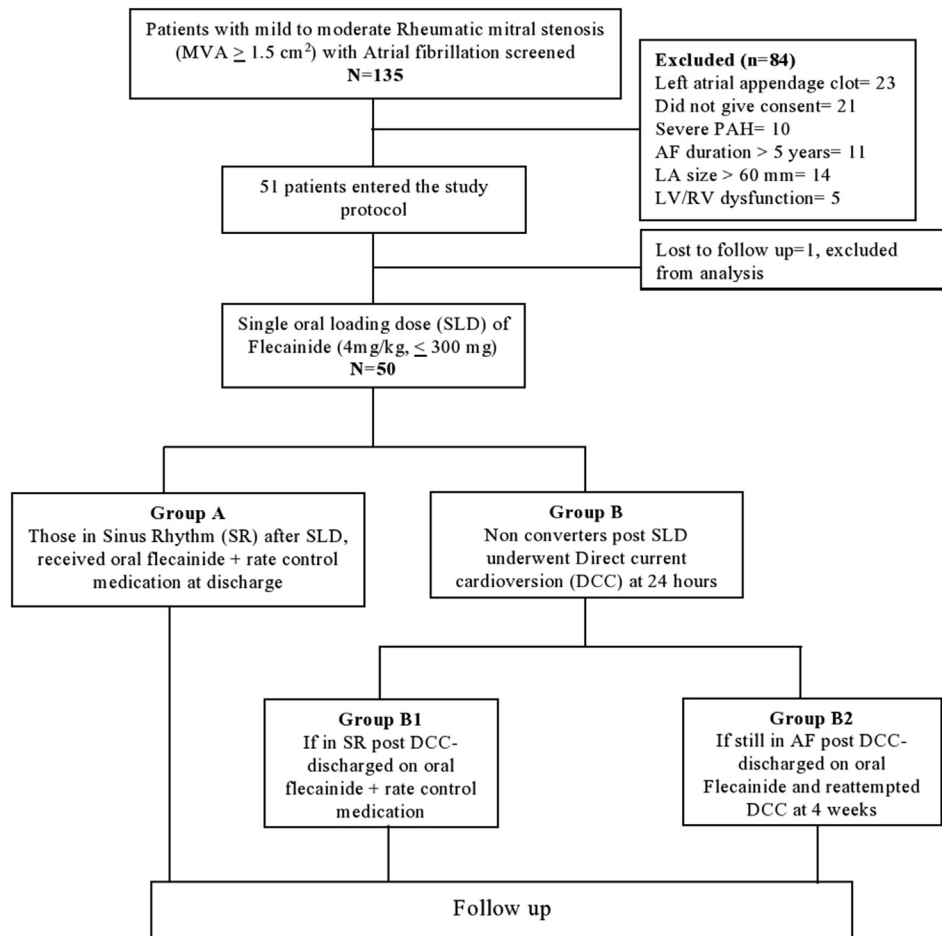 Patients with mild to moderate Rheumatic mitral stenosis
(MVA ≥ 1.5 cm²) with Atrial fibrillation screened
N=135
Excluded (n=84)
Left atrial appendage clot= 23
Did not give consent= 21
Severe PAH= 10
AF duration > 5 years= 11
LA size > 60 mm= 14
LV/RV dysfunction= 5
51 patients entered the study
protocol
Lost to follow up=1, excluded
from analysis
Single oral loading dose (SLD) of
Flecainide (4mg/kg, ≤ 300 mg)
N=50
Group A
Those in Sinus Rhythm (SR) after SLD,
received oral flecainide + rate control
medication at discharge
Group B
Non converters post SLD
underwent Direct current
cardioversion (DCC) at 24 hours
Group B1
If in SR post DCC-
discharged on oral
flecainide + rate control
medication
Group B2
If still in AF post DCC-
discharged on oral
Flecainide and reattempted
DCC at 4 weeks
Follow up